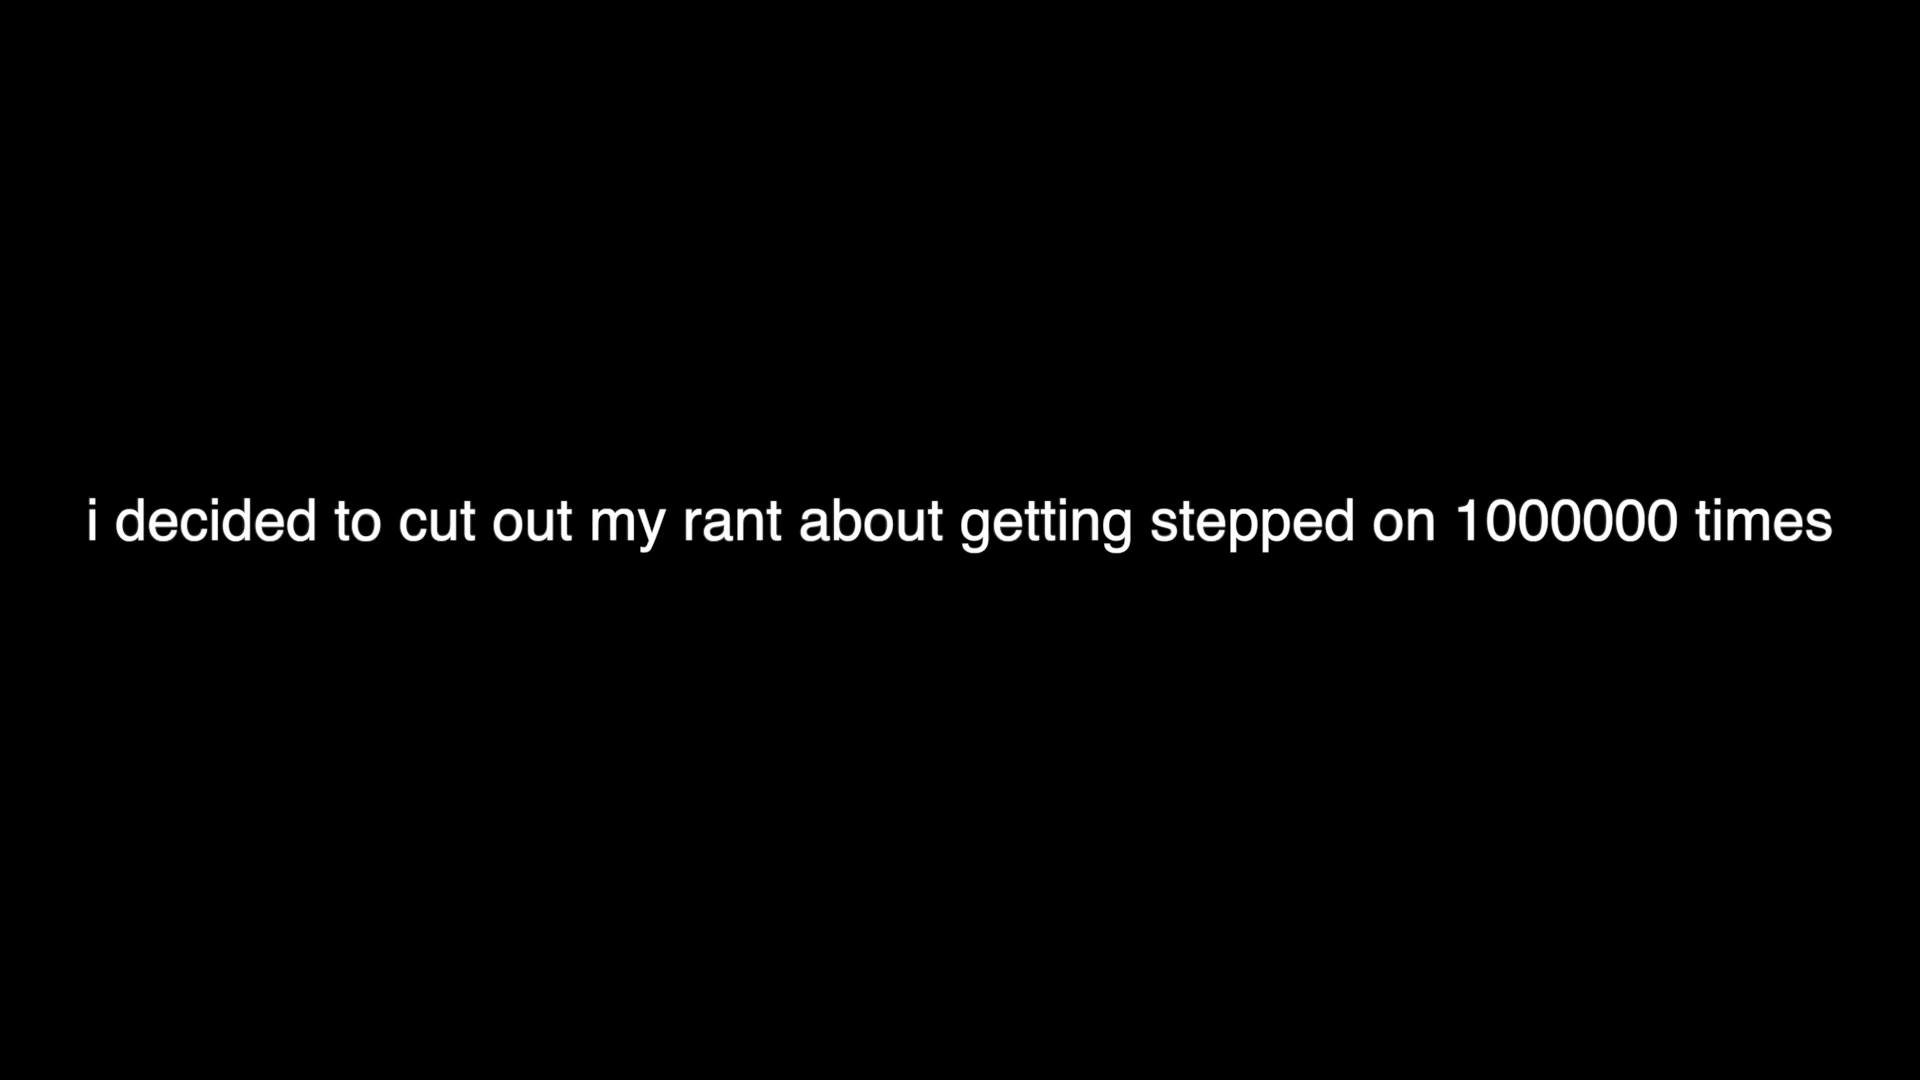 i decided to cut out my rant about getting stepped on 1000000 times